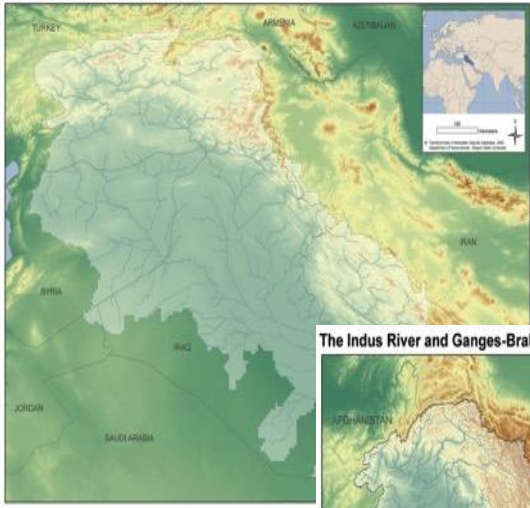 TURKEY
ARMENIA
AZERBAIJAN
SYRIA
IRAQ
IRAN
JORDAN
SAUDI ARABIA
The Indus River and Ganges-Bra
AFGHANISTAN